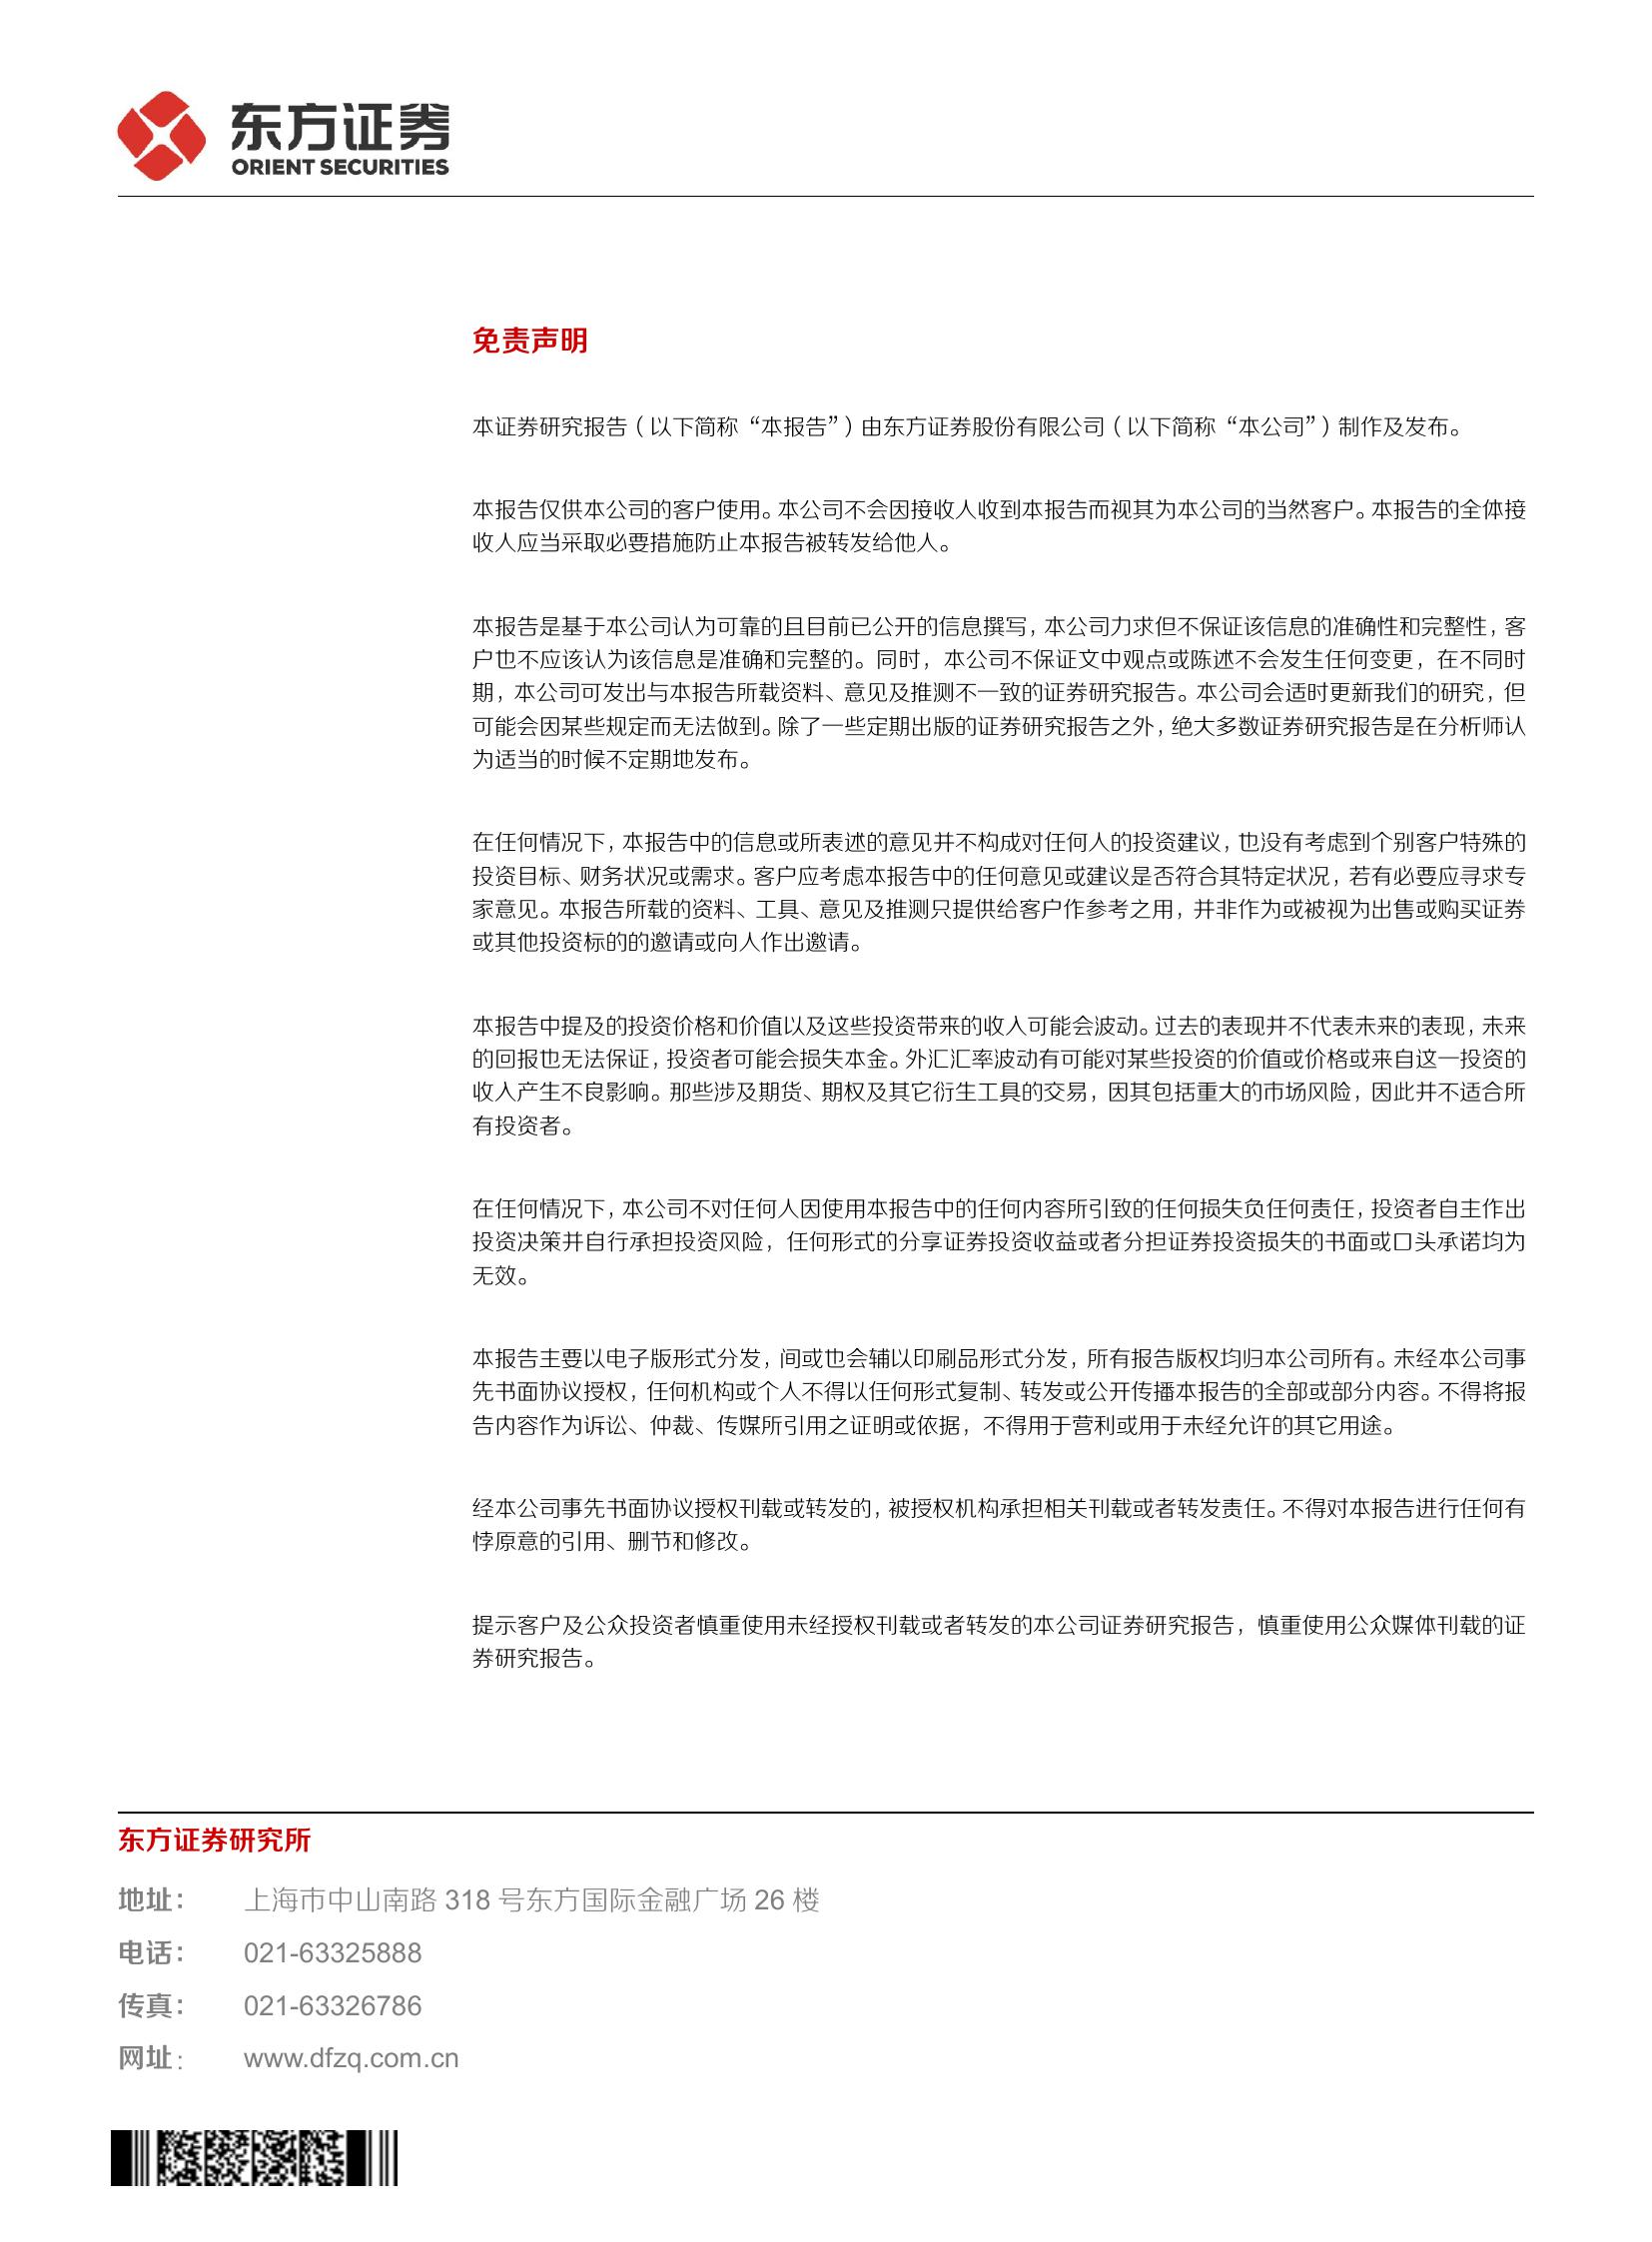 东方证券
ORIENT SECURITIES
免责声明
本证券研究报告（以下简称“本报告”）由东方证券股份有限公司（以下简称“本公司”）制作及发布。
本报告仅供本公司的客户使用。本公司不会因接收人收到本报告而视其为本公司的当然客户。本报告的全体接
收人应当采取必要措施防止本报告被转发给他人。
本报告是基于本公司认为可靠的且目前已公开的信息撰写，本公司力求但不保证该信息的准确性和完整性，客
户也不应该认为该信息是准确和完整的。同时，本公司不保证文中观点或陈述不会发生任何变更，在不同时
期，本公司可发出与本报告所载资料、意见及推测不一致的证券研究报告。本公司会适时更新我们的研究，但
可能会因某些规定而无法做到。除了一些定期出版的证券研究报告之外，绝大多数证券研究报告是在分析师认
为适当的时候不定期地发布。
在任何情况下，本报告中的信息或所表述的意见并不构成对任何人的投资建议，也没有考虑到个别客户特殊的
投资目标、财务状况或需求。客户应考虑本报告中的任何意见或建议是否符合其特定状况，若有必要应寻求专
家意见。本报告所载的资料、工具、意见及推测只提供给客户作参考之用，并非作为或被视为出售或购买证券
或其他投资标的的邀请或向人作出邀请。
本报告中提及的投资价格和价值以及这些投资带来的收入可能会波动。过去的表现并不代表未来的表现，未来
的回报也无法保证，投资者可能会损失本金。外汇汇率波动有可能对某些投资的价值或价格或来自这一投资的
收入产生不良影响。那些涉及期货、期权及其它衍生工具的交易，因其包括重大的市场风险，因此并不适合所
有投资者。
在任何情况下，本公司不对任何人因使用本报告中的任何内容所引致的任何损失负任何责任，投资者自主作出
投资决策并自行承担投资风险，任何形式的分享证券投资收益或者分担证券投资损失的书面或口头承诺均为
无效。
本报告主要以电子版形式分发，间或也会辅以印刷品形式分发，所有报告版权均归本公司所有。未经本公司事
先书面协议授权，任何机构或个人不得以任何形式复制、转发或公开传播本报告的全部或部分内容。不得将报
告内容作为诉讼、仲裁、传媒所引用之证明或依据，不得用于营利或用于未经允许的其它用途。
经本公司事先书面协议授权刊载或转发的，被授权机构承担相关刊载或者转发责任。不得对本报告进行任何有
悖原意的引用、删节和修改。
提示客户及公众投资者慎重使用未经授权刊载或者转发的本公司证券研究报告，慎重使用公众媒体刊载的证
券研究报告。
东方证券研究所
地址： 上海市中山南路 318 号东方国际金融广场 26 楼
电话： 021-63325888
传真： 021-63326786
网址： www.dfzq.com.cn